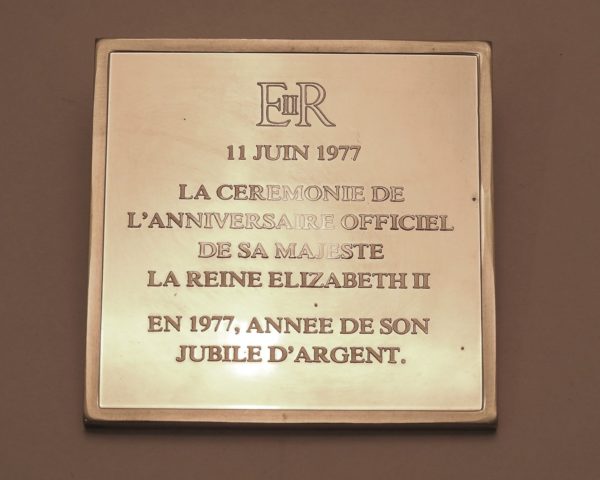 EIIR
11 JUIN 1977
LA CEREMONIE DE
L'ANNIVERSAIRE OFFICIEL
DE SA MAJESTE
LA REINE ELIZABETH II
EN 1977, ANNEE DE SON
JUBILE D'ARGENT.